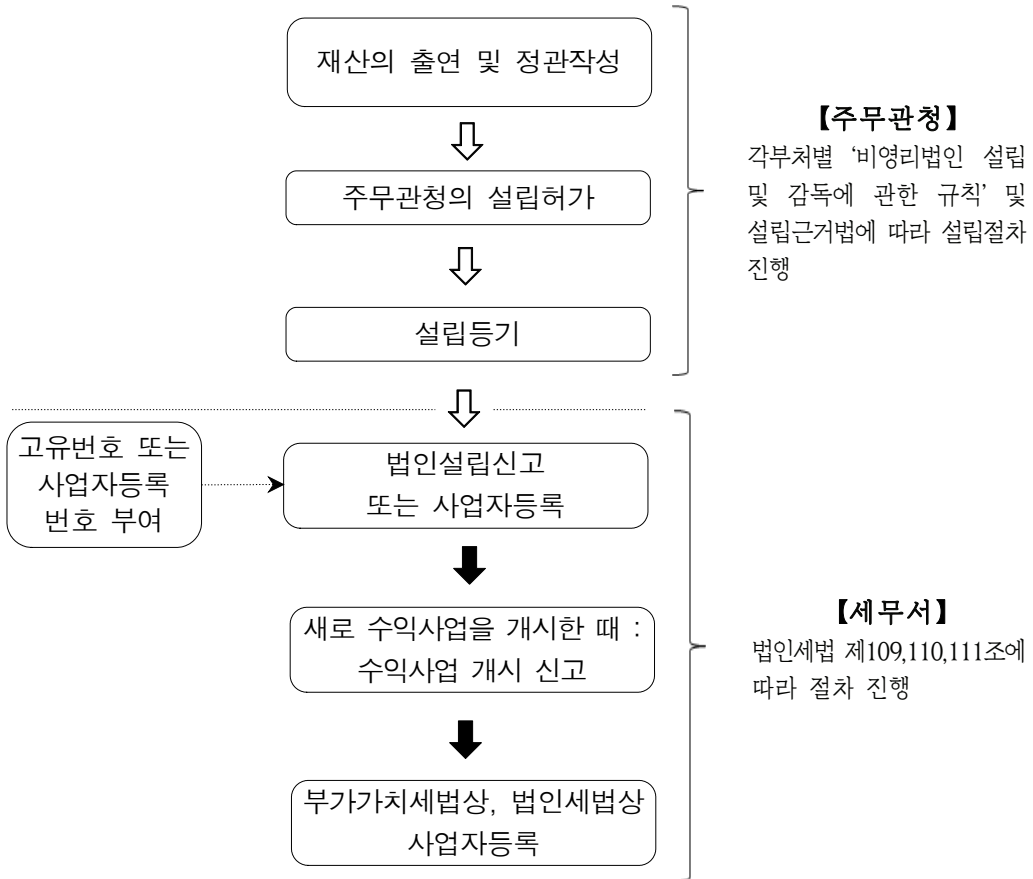 재산의 출연 및 정관작성
주무관청의 설립허가
설립등기
【주무관청】
각부처별 ‘비영리법인 설립
및 감독에 관한 규칙’ 및
설립근거법에 따라 설립절차
진행
고유번호 또는
사업자등록
번호 부여
법인설립신고
또는 사업자등록
새로 수익사업을 개시한 때 :
수익사업 개시 신고
부가가치세법상, 법인세법상
사업자등록
【세무서】
법인세법 제109,110,111조에
따라 절차 진행